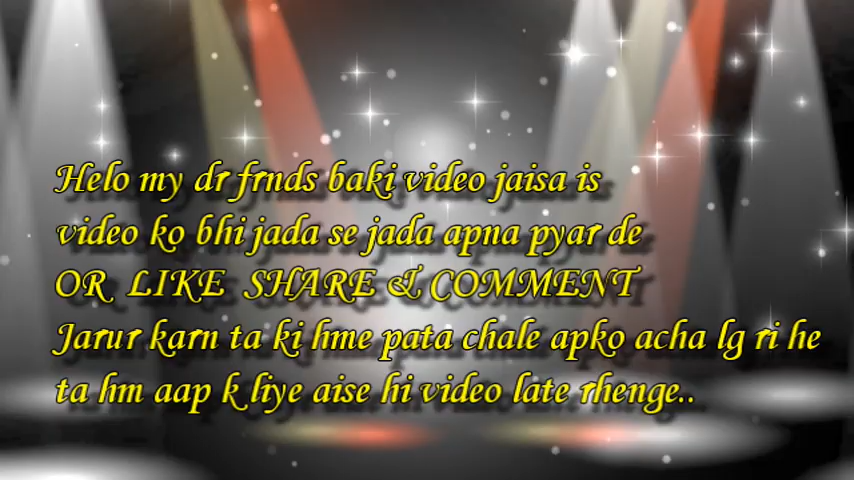 Helo my dr frnds baki video jaisa is
video ko bhi jada se jada apna pyar de
OR LIKE SHARE & COMMENT
Jarur karn ta ki hme pata chale apko acha lg ri he
ta hm aap k liye aise hi video late rhenge..